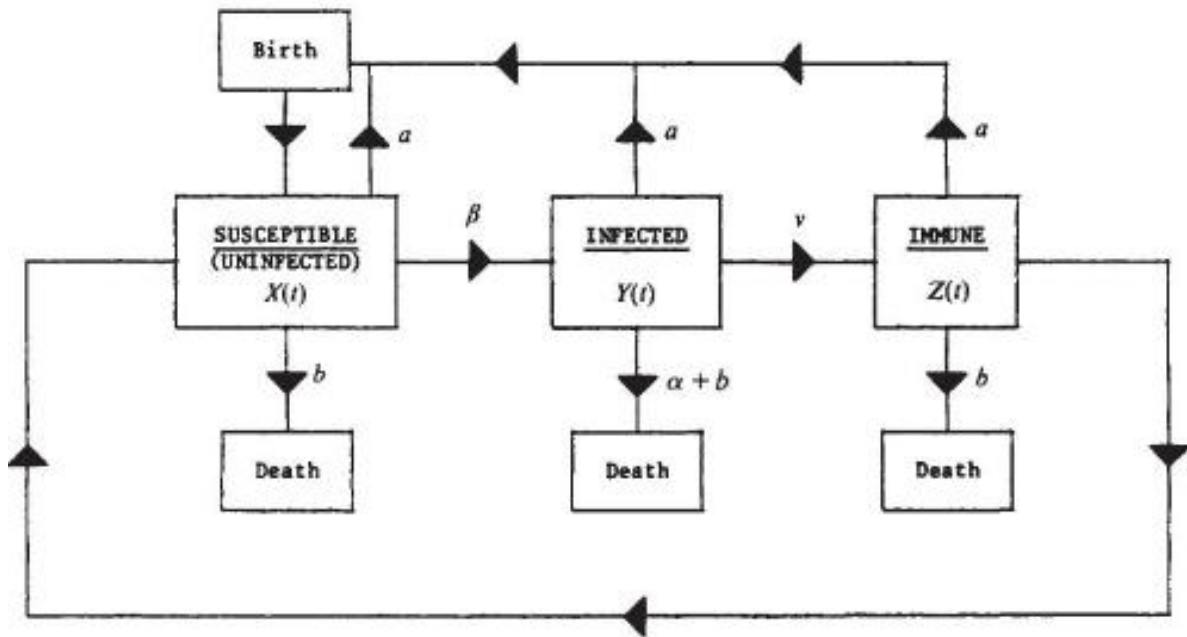 Birth
a
a
a
β
ν
SUSCEPTIBLE
(UNINFECTED)
X(t)
INFECTED
Y(t)
IMMUNE
Z(t)
b
α + b
b
Death
Death
Death